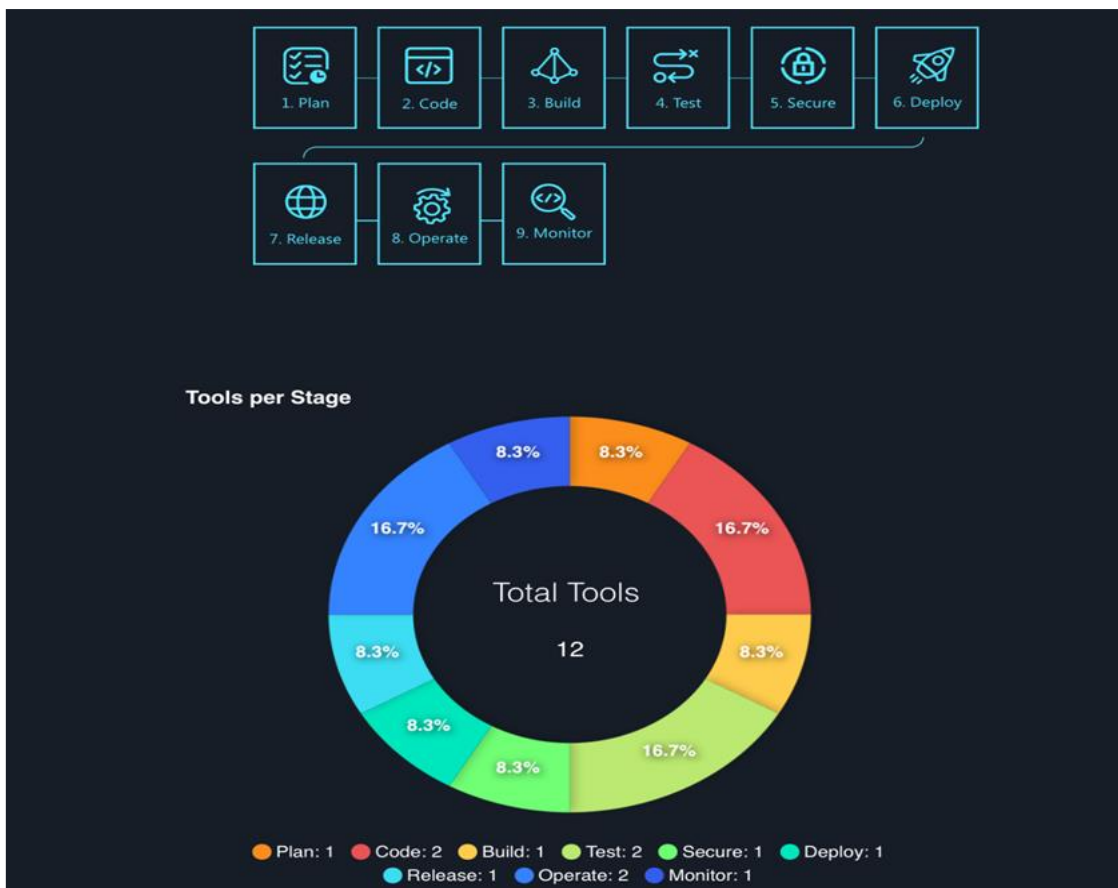 1. Plan
2. Code
3. Build
4. Test
5. Secure
6. Deploy
7. Release
8. Operate
9. Monitor
Tools per Stage
8.3%
8.3%
16.7%
16.7%
Total Tools
12
8.3%
8.3%
8.3%
16.7%
8.3%
Plan: 1 Code: 2 Build: 1 Test: 2 Secure: 1 Deploy: 1
Release: 1 Operate: 2 Monitor: 1